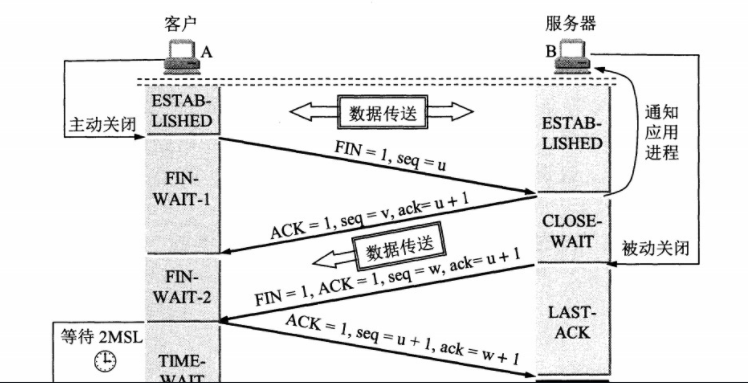 客户
服务器
A
B
ESTAB-
LISHED
数据传送
ESTAB-
LISHED
通知
应用
进程
主动关闭
FIN = 1, seq = u
FIN-
WAIT-1
ACK = 1, seq = v, ack= u + 1
CLOSE-
WAIT
数据传送
被动关闭
FIN-
WAIT-2
FIN = 1, ACK = 1, seq = w, ack= u + 1
等待 2MSL
ACK = 1, seq = u + 1, ack = w + 1
LAST-
ACK
TIME-
WAIT